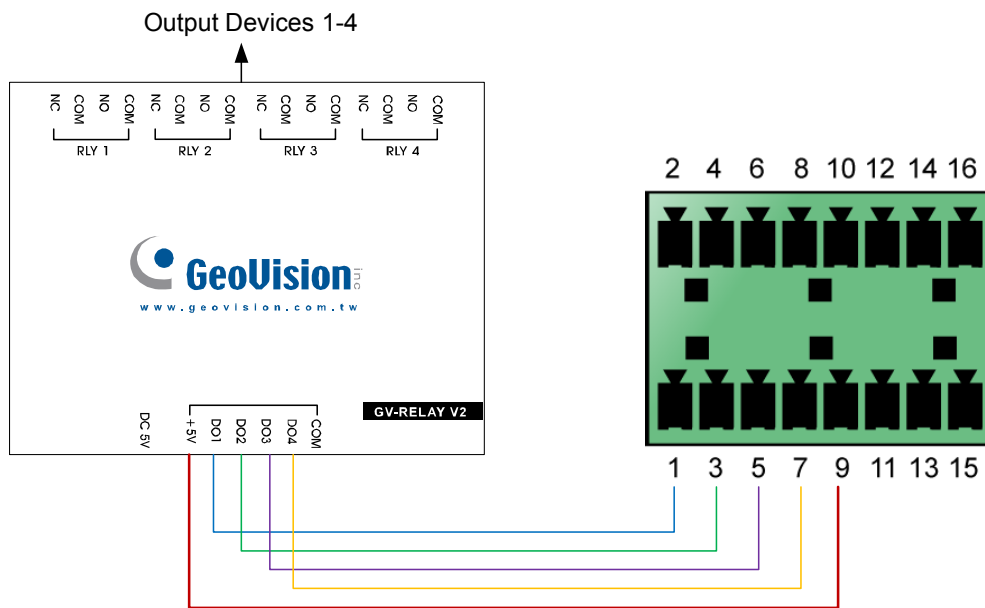 Output Devices 1-4
NC COM NO COM NC COM NO COM NC COM NO COM NC COM NO COM
RLY 1 RLY 2 RLY 3 RLY 4
GeoVision inc
www.geovision.com.tw
GV-RELAY V2
DC 5V +5V DO1 DO2 DO3 DO4 COM
2 4 6 8 10 12 14 16
1 3 5 7 9 11 13 15